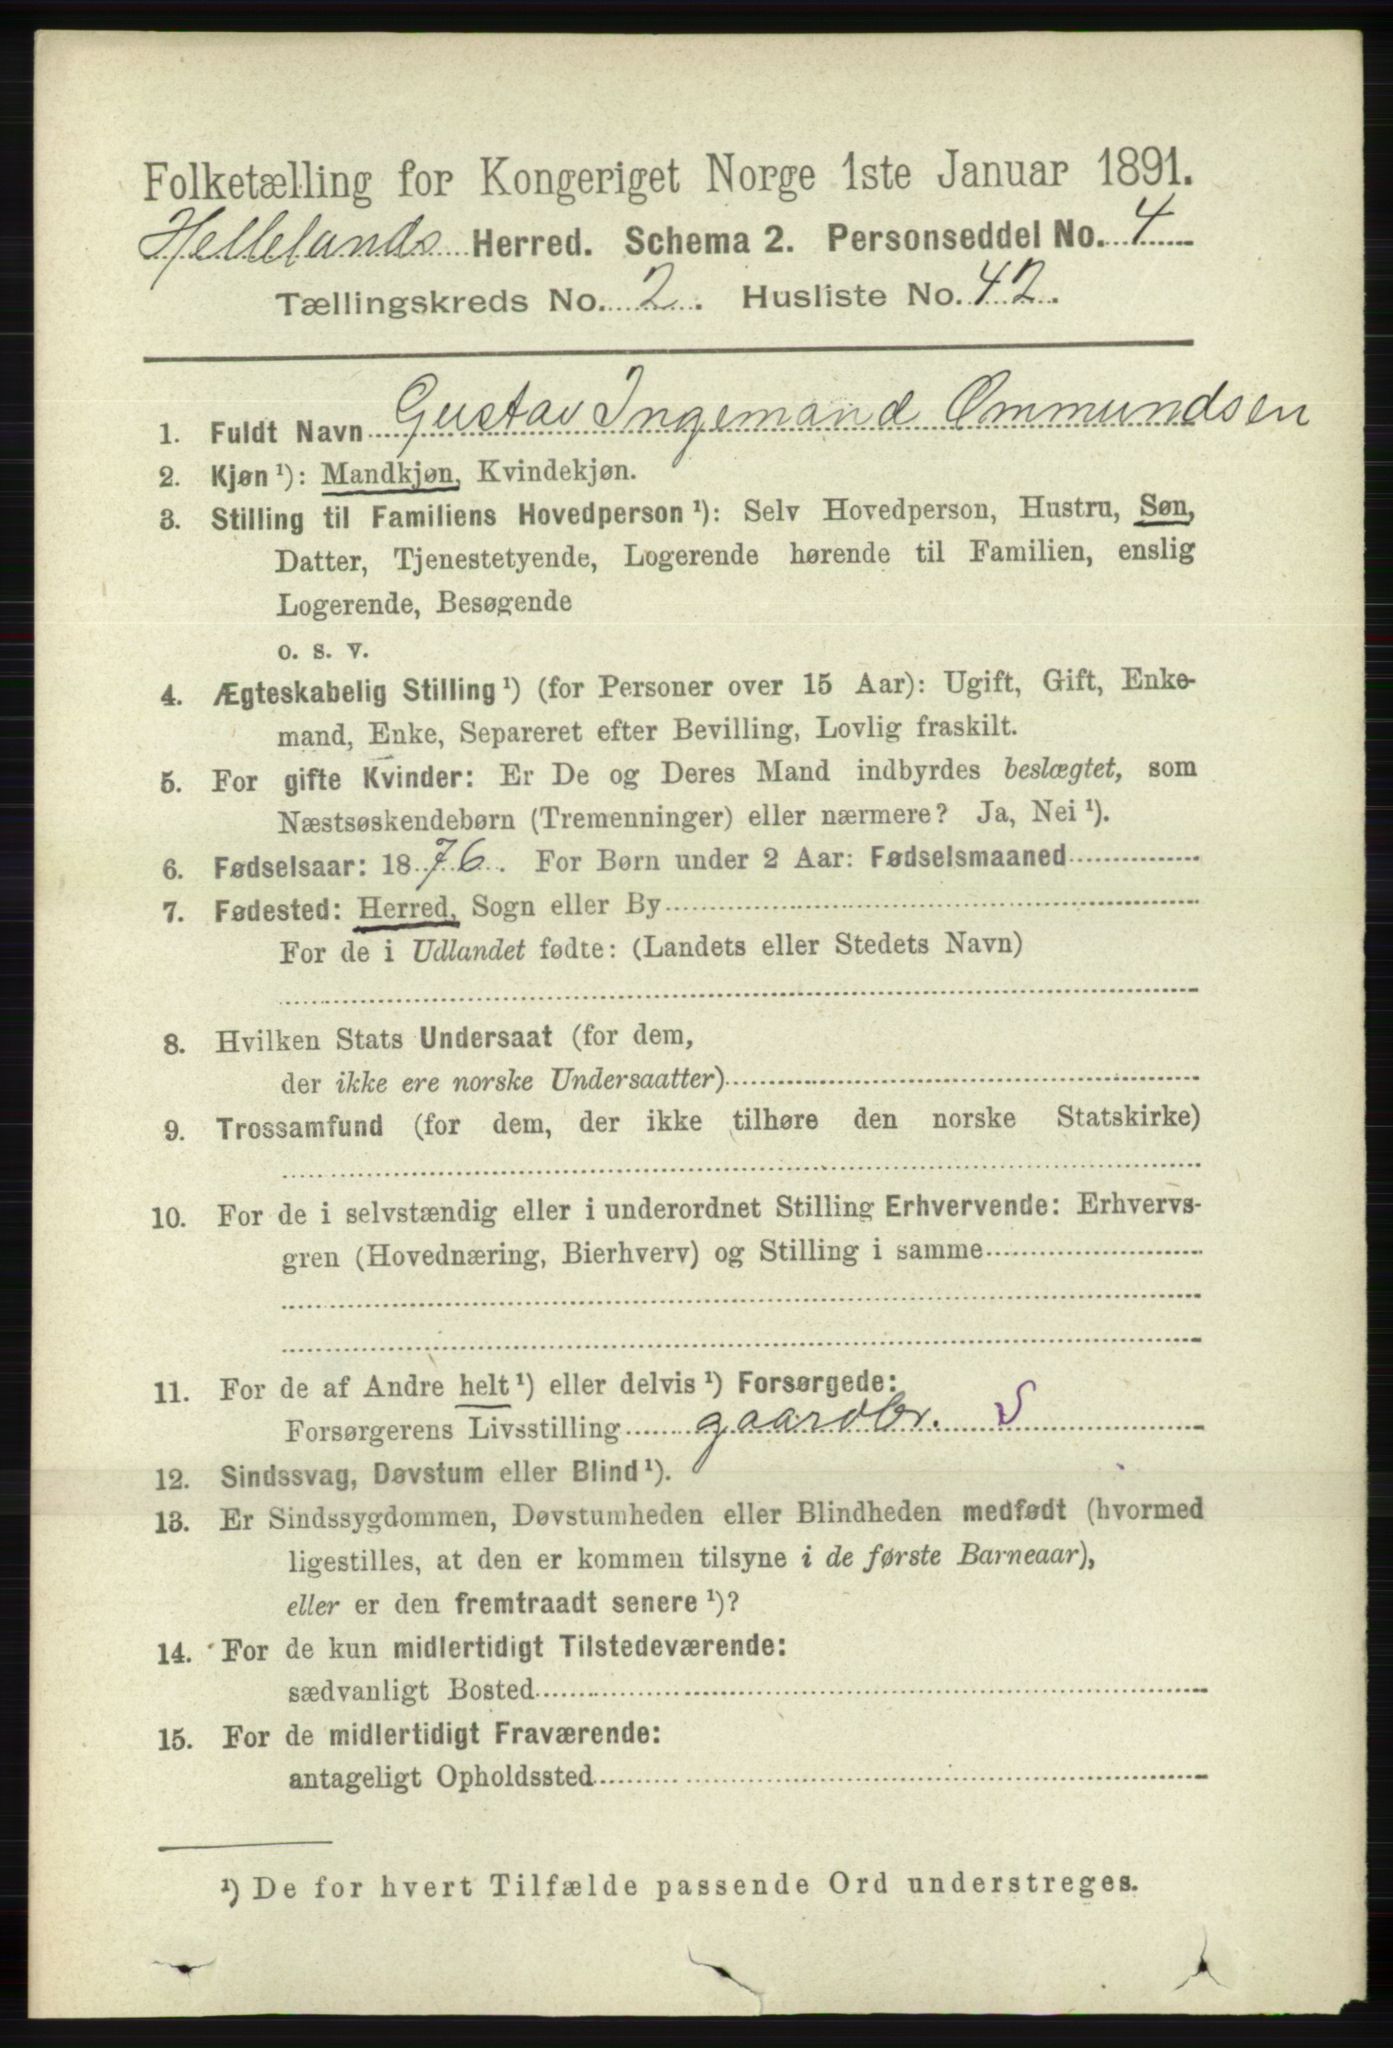 Folketælling for Kongeriget Norge 1ste Januar 1891.
Hellelands Herred. Schema 2. Personseddel No. 4
Tællingskreds No. 2. Husliste No. 42.
1. Fuldt Navn Gustav Ingemand Ommundsen
2. Kjøn ¹): Mandkjøn, Kvindekjøn.
3. Stilling til Familiens Hovedperson ¹): Selv Hovedperson, Hustru, Søn,
Datter, Tjenestetyende, Logerende hørende til Familien, enslig
Logerende, Besøgende
o. s. v.
4. Ægteskabelig Stilling ¹) (for Personer over 15 Aar): Ugift, Gift, Enke-
mand, Enke, Separeret efter Bevilling, Lovlig fraskilt.
5. For gifte Kvinder: Er De og Deres Mand indbyrdes beslægtet, som
Næstsøskendebørn (Tremenninger) eller nærmere? Ja, Nei ¹).
6. Fødselsaar: 1876. For Børn under 2 Aar: Fødselsmaaned
7. Fødested: Herred, Sogn eller By
For de i Udlandet fødte: (Landets eller Stedets Navn)
8. Hvilken Stats Undersaat (for dem,
der ikke ere norske Undersaatter)
9. Trossamfund (for dem, der ikke tilhøre den norske Statskirke)
10. For de i selvstændig eller i underordnet Stilling Erhvervende: Erhvervs-
gren (Hovednæring, Bierhverv) og Stilling i samme
11. For de af Andre helt ¹) eller delvis ¹) Forsørgede:
Forsørgerens Livsstilling gaardbr. S
12. Sindssvag, Døvstum eller Blind ¹).
13. Er Sindssygdommen, Døvstumheden eller Blindheden medfødt (hvormed
ligestilles, at den er kommen tilsyne i de første Barneaar),
eller er den fremtraadt senere ¹)?
14. For de kun midlertidigt Tilstedeværende:
sædvanligt Bosted
15. For de midlertidigt Fraværende:
antageligt Opholdssted
¹) De for hvert Tilfælde passende Ord understreges.